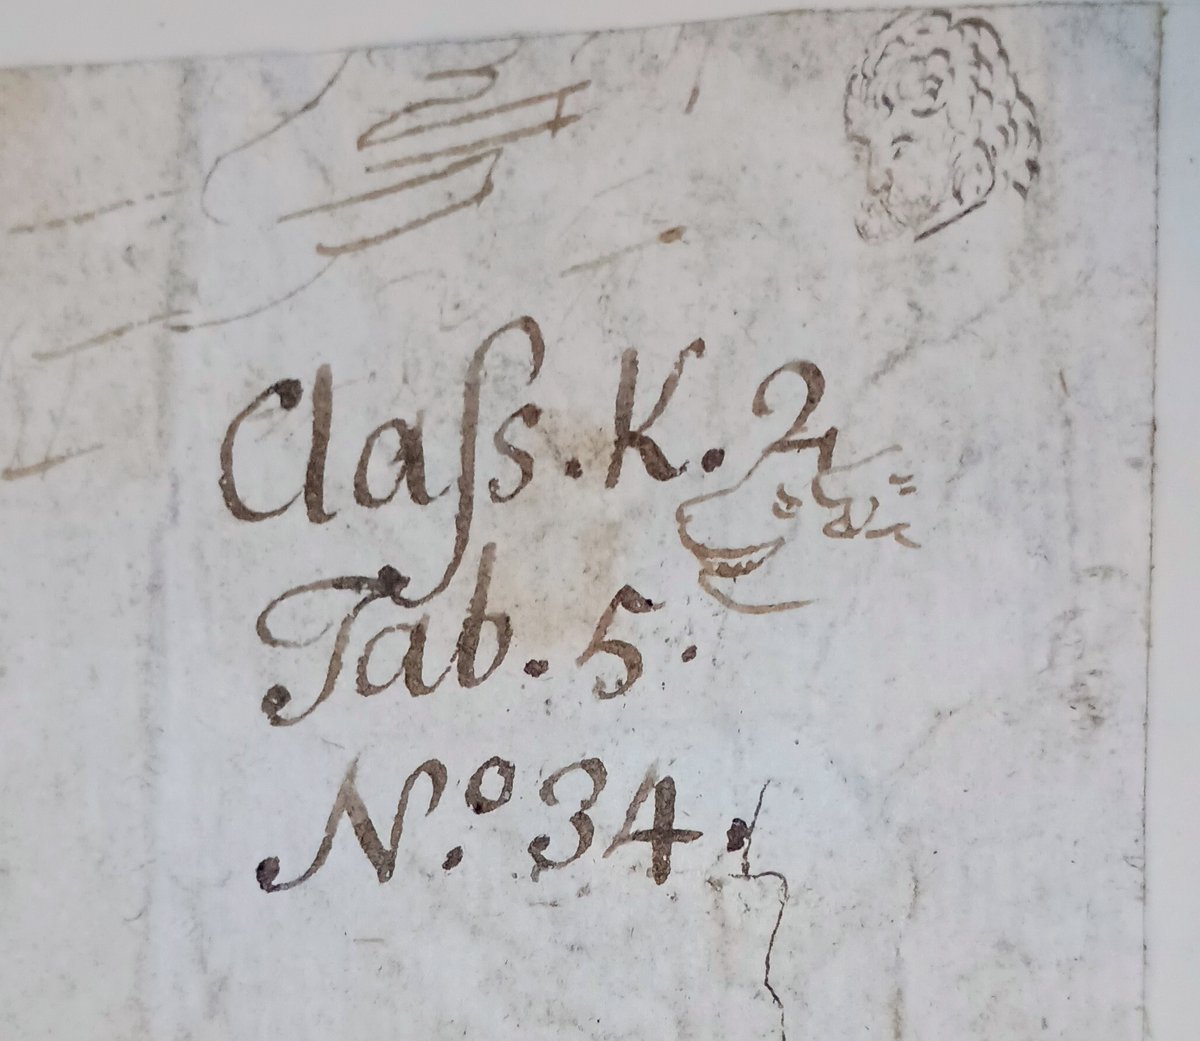 Claſs. K. 2
Tab. 5.
N.º 34.